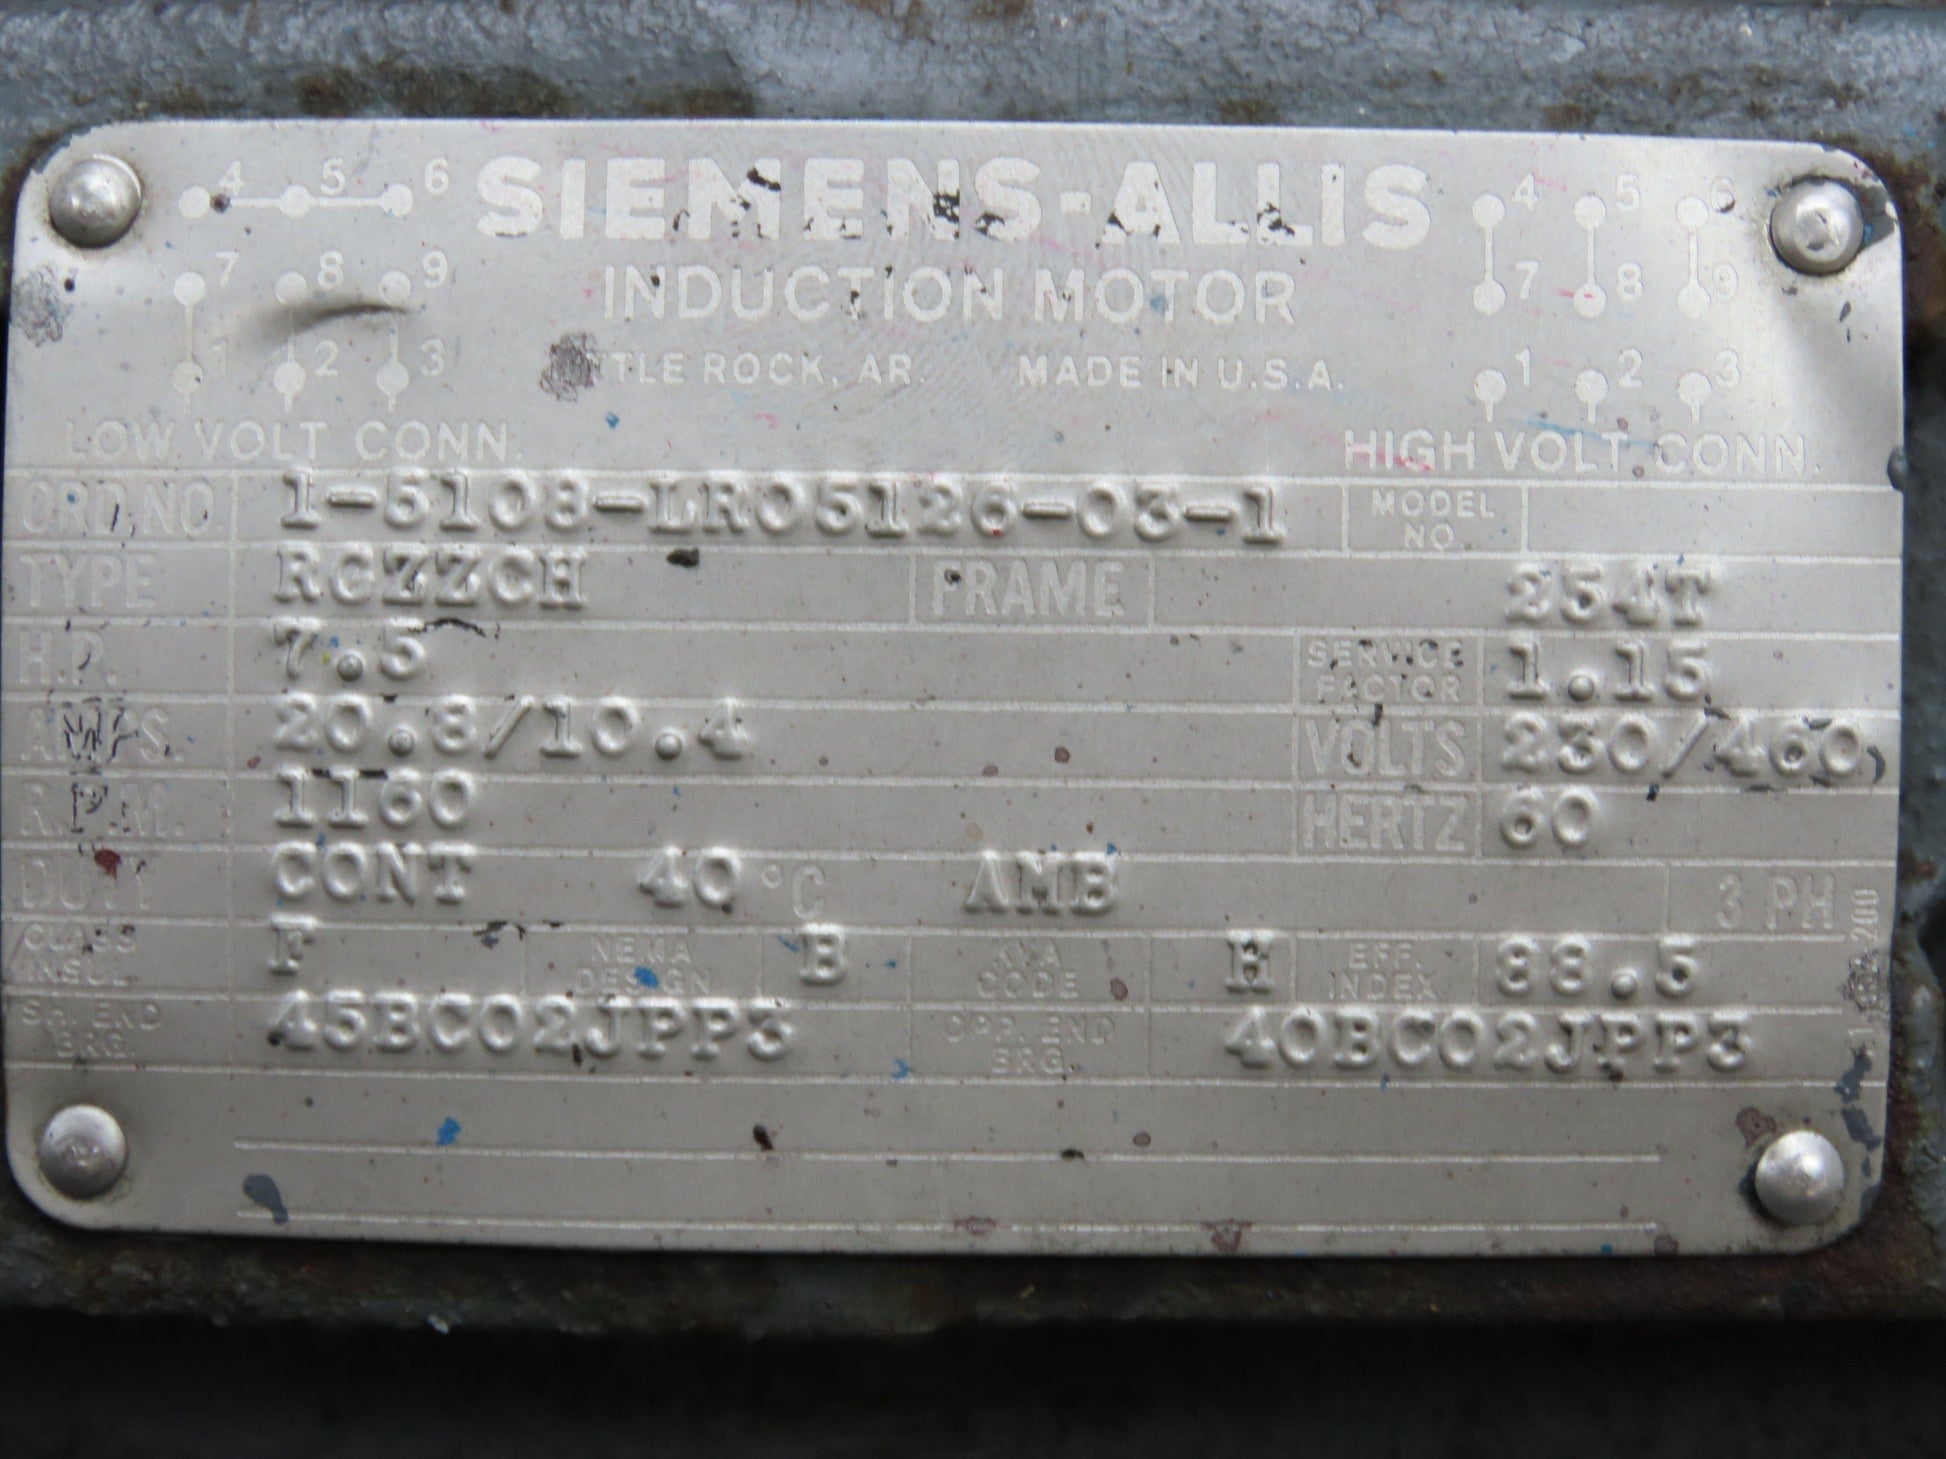 4 5 6 SIEMENS-ALLIS 4 5 6
7 8 9 INDUCTION MOTOR 7 8 9
1 2 3 TLE ROCK, AR. MADE IN U.S.A. 1 2 3
LOW VOLT CONN. HIGH VOLT CONN.
ORD. NO. 1-5108-LR05126-03-1 MODEL NO.
TYPE RGZZCH FRAME 254T
H.P. 7.5 SERVICE FACTOR 1.15
AMPS. 20.8/10.4 VOLTS 230/460
R.P.M. 1160 HERTZ 60
DUTY CONT 40 °C AMB 3 PH
CLASS INSUL F NEMA DESIGN B KVA CODE H EFF. INDEX 88.5
SH. END BRG. 45BC02JPP3 OPP. END BRG. 40BC02JPP3